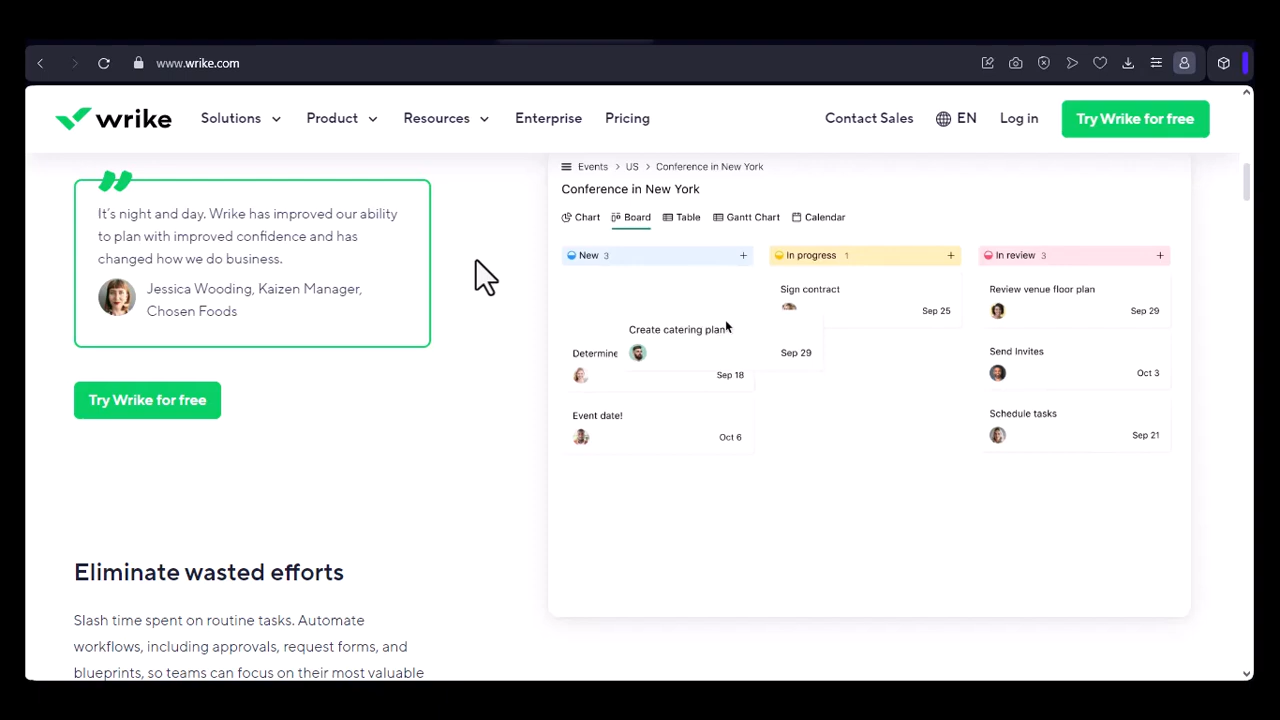 www.wrike.com
wrike
Solutions
Product
Resources
Enterprise
Pricing
Contact Sales
EN
Log in
Try Wrike for free
It's night and day. Wrike has improved our ability
to plan with improved confidence and has
changed how we do business.
Jessica Wooding, Kaizen Manager,
Chosen Foods
Try Wrike for free
Eliminate wasted efforts
Slash time spent on routine tasks. Automate
workflows, including approvals, request forms, and
blueprints, so teams can focus on their most valuable
Events > US > Conference in New York
Conference in New York
Chart Board Table Gantt Chart Calendar
New 3 +
Create catering plan
Sep 29
Determine
Sep 18
Event date!
Oct 6
In progress 1 +
Sign contract
Sep 25
In review 3 +
Review venue floor plan
Sep 29
Send Invites
Oct 3
Schedule tasks
Sep 21